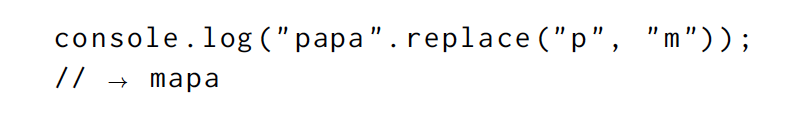 console.log("papa".replace("p", "m"));
// → mapa